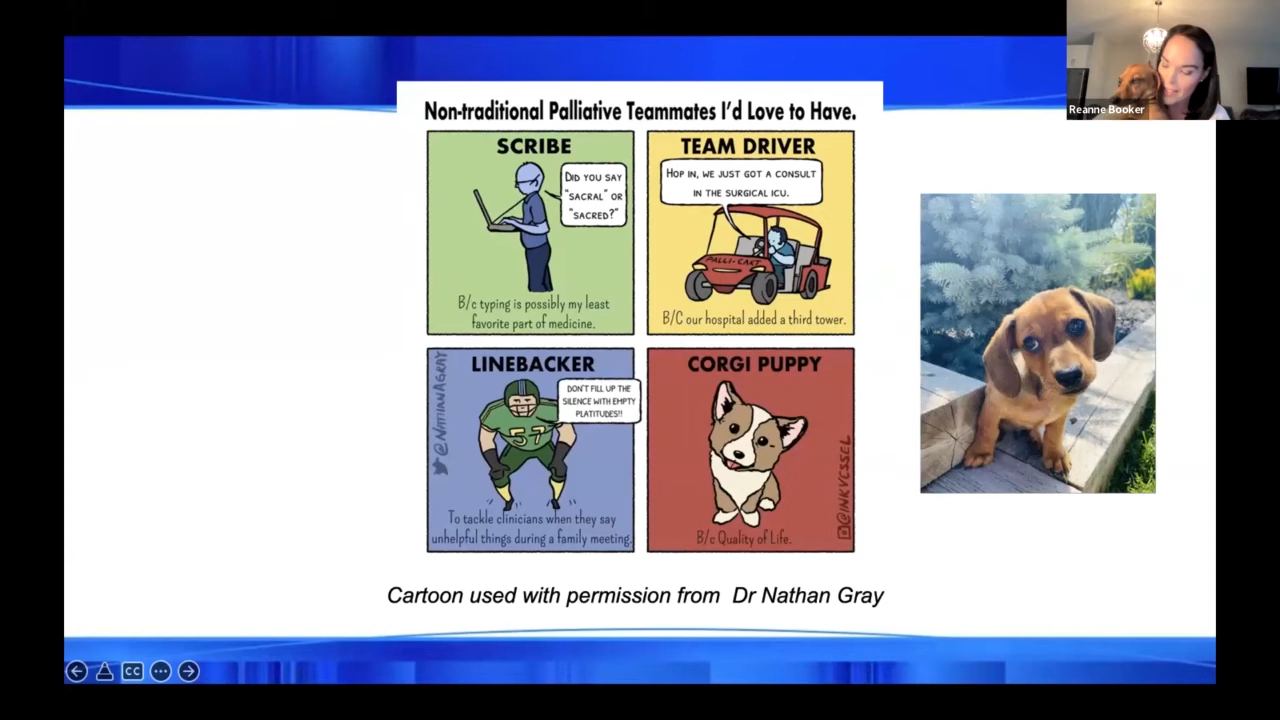 Reanne Booker
Non-traditional Palliative Teammates I'd Love to Have.
SCRIBE
DID YOU SAY
"SACRAL" OR
"SACRED?"
B/c typing is possibly my least
favorite part of medicine.
TEAM DRIVER
HOP IN, WE JUST GOT A CONSULT
IN THE SURGICAL ICU.
PALLI-CART
B/C our hospital added a third tower.
LINEBACKER
@NATHANAGRAY
DON'T FILL UP THE
SILENCE WITH EMPTY
PLATITUDES!!
57
To tackle clinicians when they say
unhelpful things during a family meeting.
CORGI PUPPY
@INKVESSEL
B/c Quality of Life.
Cartoon used with permission from Dr Nathan Gray
CC